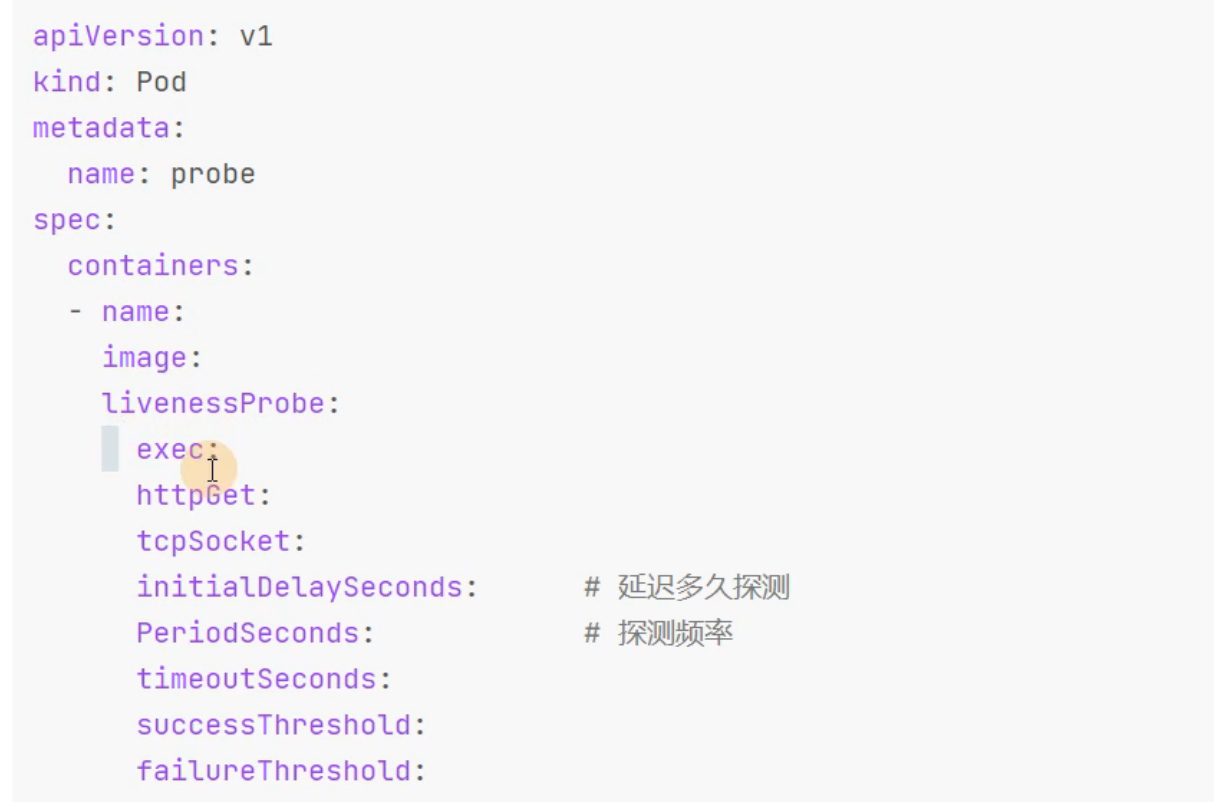 apiVersion: v1
kind: Pod
metadata:
  name: probe
spec:
  containers:
  - name:
    image:
    livenessProbe:
      exec:
      httpGet:
      tcpSocket:
      initialDelaySeconds:      # 延迟多久探测
      PeriodSeconds:            # 探测频率
      timeoutSeconds:
      successThreshold:
      failureThreshold: